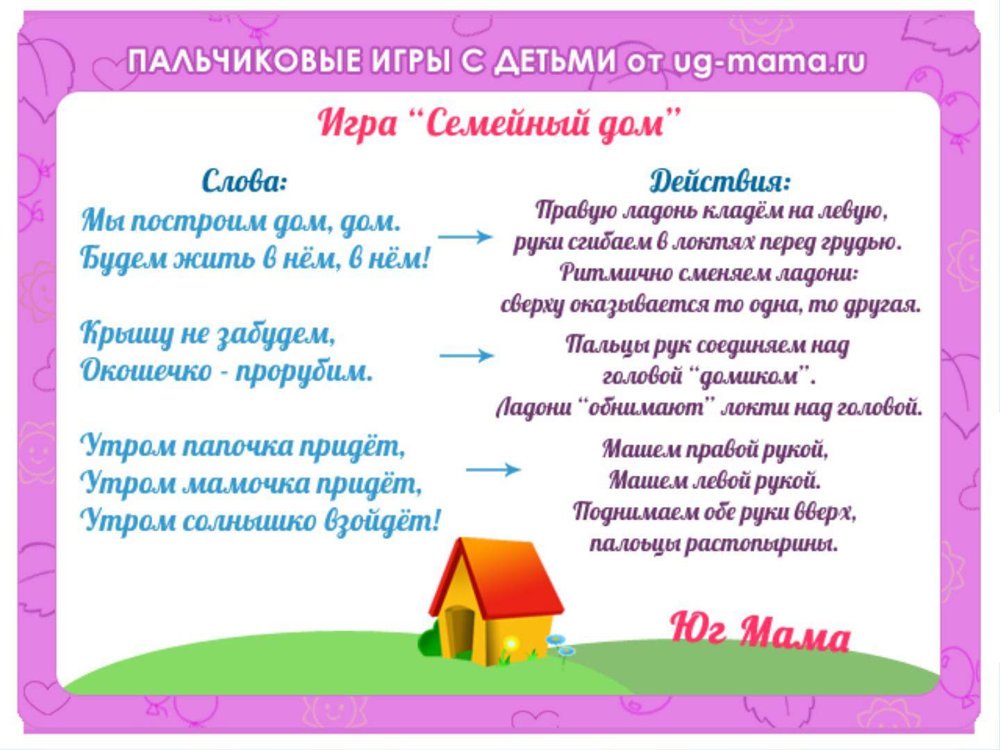 ПАЛЬЧИКОВЫЕ ИГРЫ С ДЕТЬМИ от ug-mama.ru
Игра “Семейный дом”
Слова:
Мы построим дом, дом.
Будем жить в нём, в нём!
Крышу не забудем,
Окошечко - прорубим.
Утром папочка придёт,
Утром мамочка придёт,
Утром солнышко взойдёт!
Действия:
Правую ладонь кладём на левую,
руки сгибаем в локтях перед грудью.
Ритмично сменяем ладони:
сверху оказывается то одна, то другая.
Пальцы рук соединяем над
головой “домиком”.
Ладони “обнимают” локти над головой.
Машем правой рукой,
Машем левой рукой.
Поднимаем обе руки вверх,
палоьцы растопырины.
Юг Мама